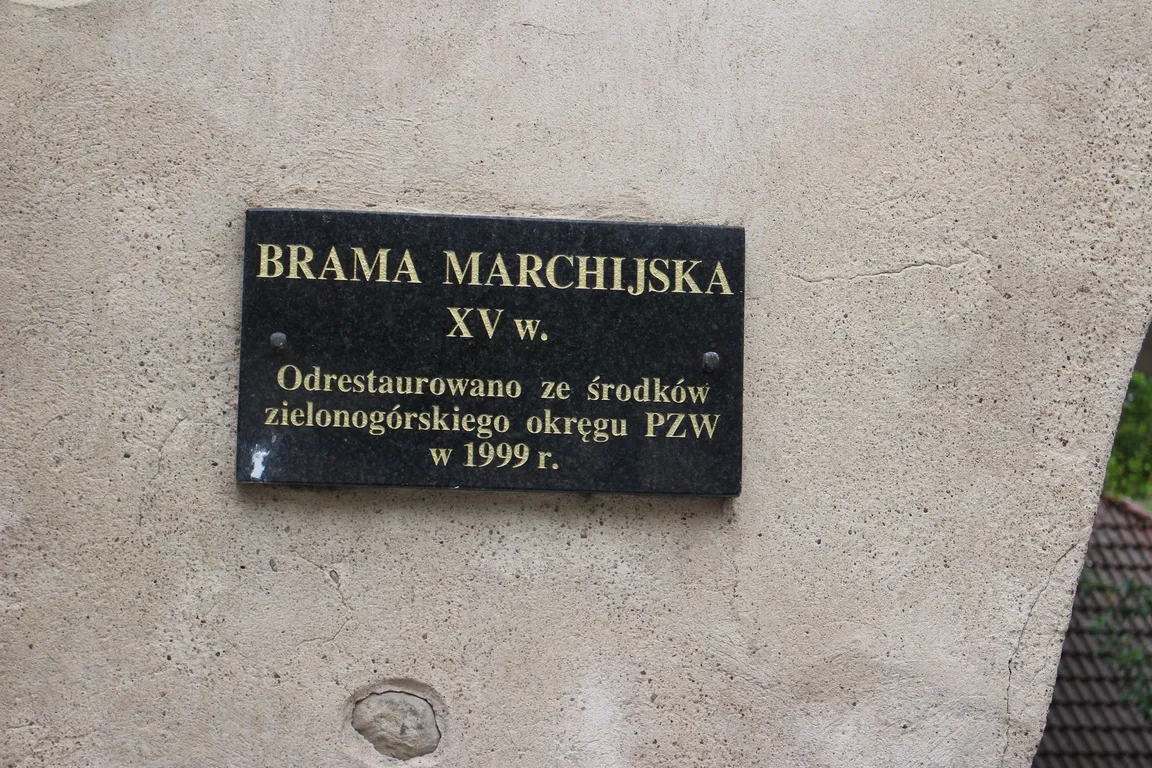 BRAMA MARCHIJSKA
XV w.
Odrestaurowano ze środków
zielonogórskiego okręgu PZW
w 1999 r.